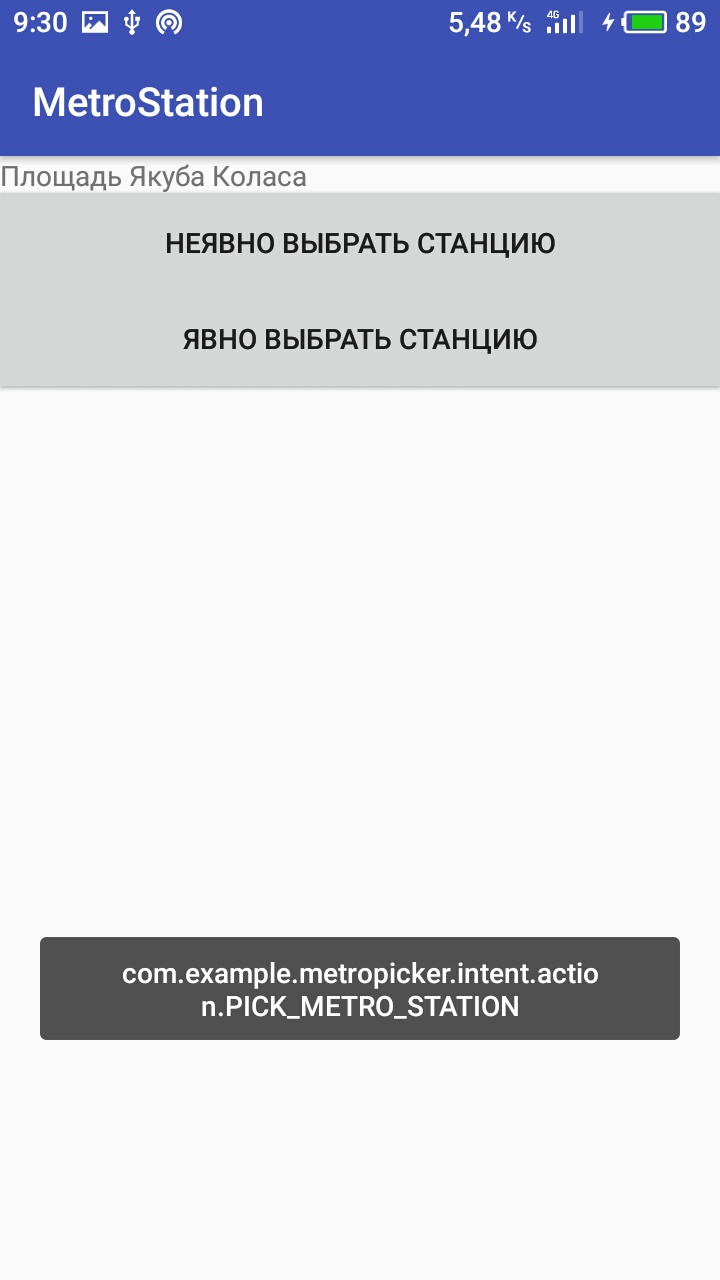 9:30 5,48 K/s 4G 89
MetroStation
Площадь Якуба Коласа
НЕЯВНО ВЫБРАТЬ СТАНЦИЮ
ЯВНО ВЫБРАТЬ СТАНЦИЮ
com.example.metropicker.intent.actio
n.PICK_METRO_STATION